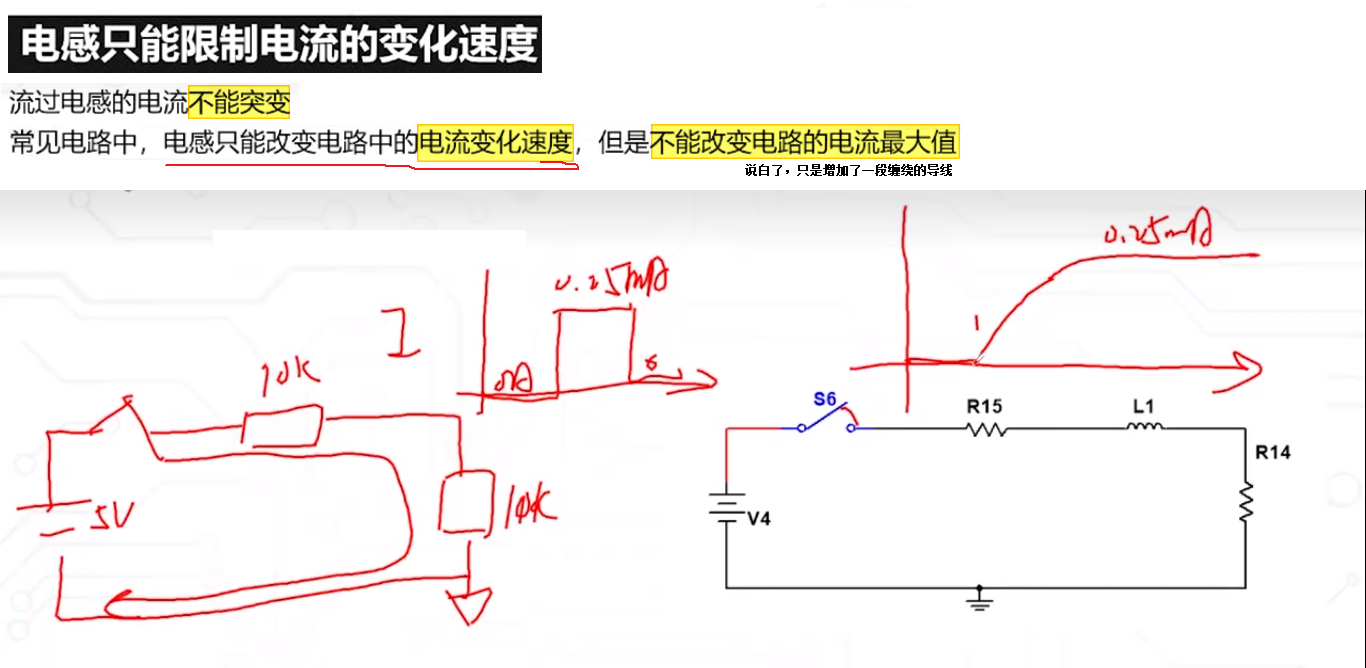 电感只能限制电流的变化速度
流过电感的电流不能突变
常见电路中，电感只能改变电路中的电流变化速度，但是不能改变电路的电流最大值
说白了，只是增加了一段缠绕的导线
0.25mA
0.25mA
I
1
10K
0A
S6
R15
L1
R14
5V
10K
V4